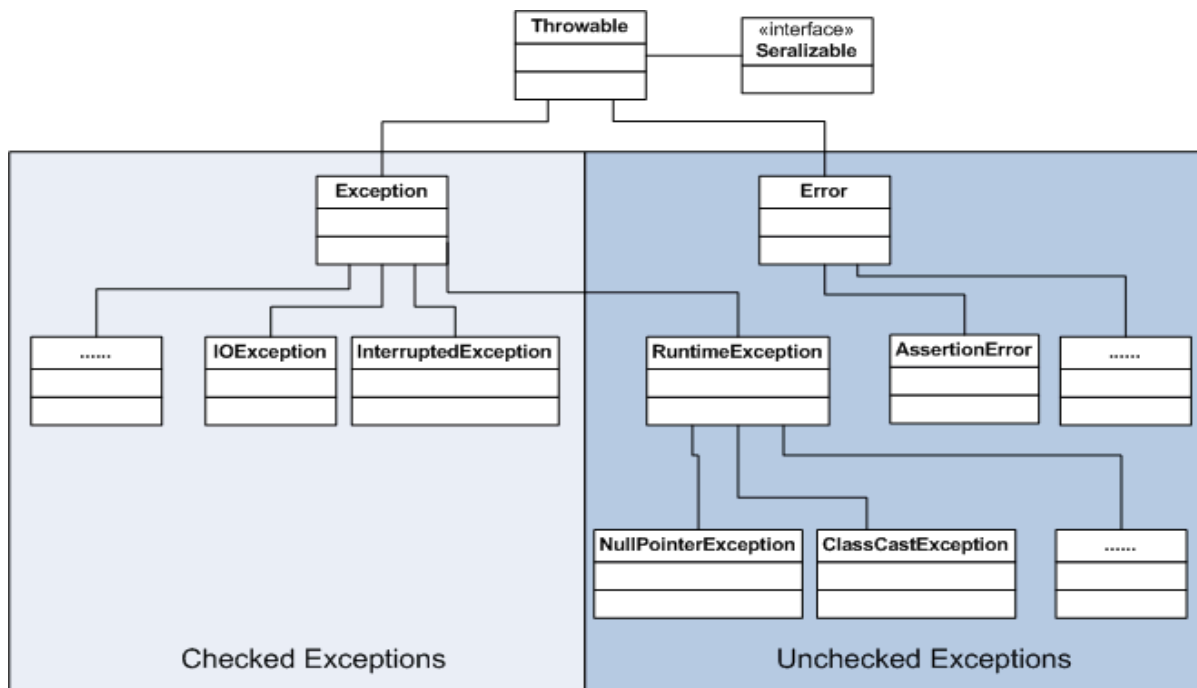 Throwable
«interface»
Seralizable
Exception
Error
......
IOException
InterruptedException
RuntimeException
AssertionError
......
NullPointerException
ClassCastException
......
Checked Exceptions
Unchecked Exceptions